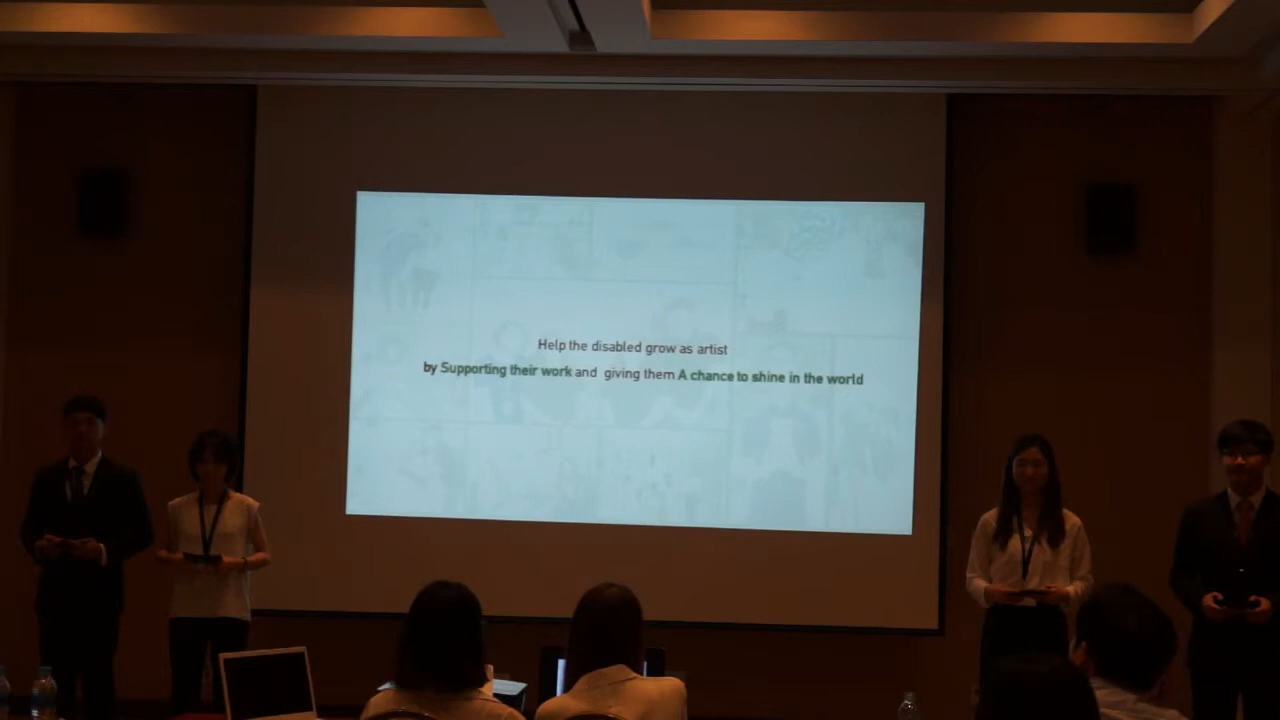 Help the disabled grow as artist
by Supporting their work and giving them A chance to shine in the world